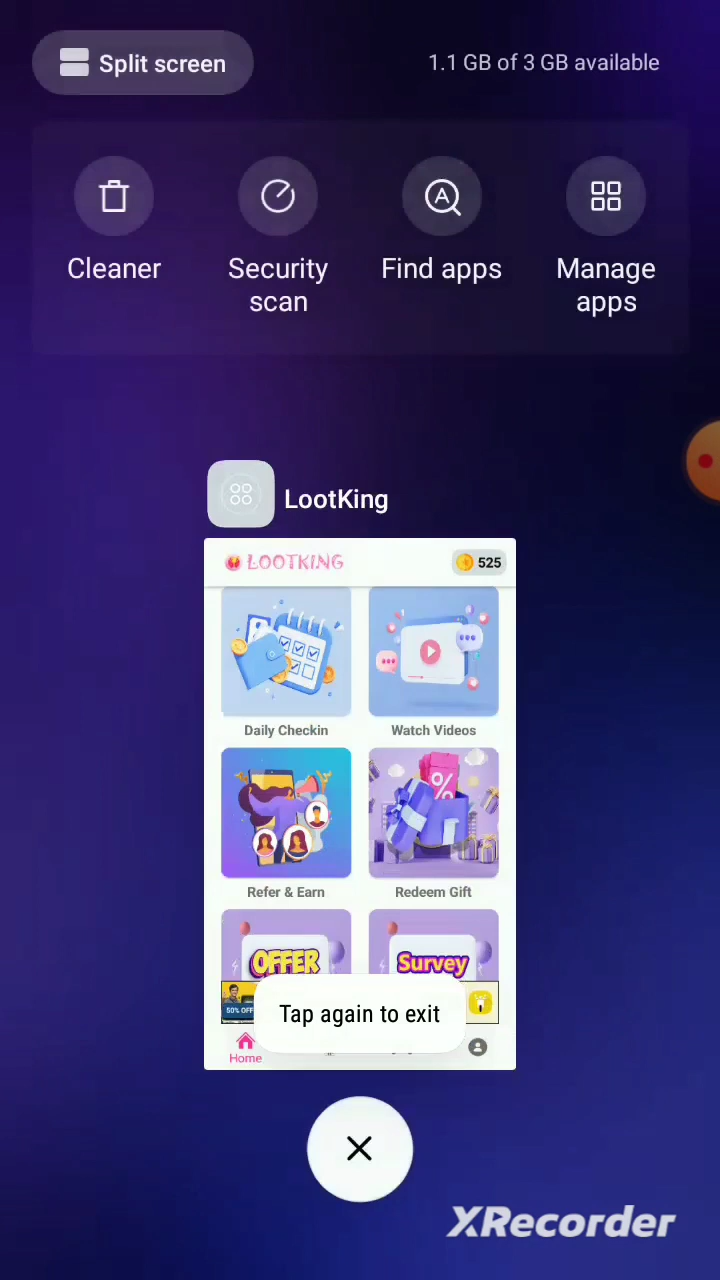 Split screen
1.1 GB of 3 GB available
Cleaner
Security
scan
Find apps
Manage
apps
LootKing
LOOTKING
525
Daily Checkin
Watch Videos
Refer & Earn
%
Redeem Gift
OFFER
Survey
50% OFF
Tap again to exit
Home
XRecorder